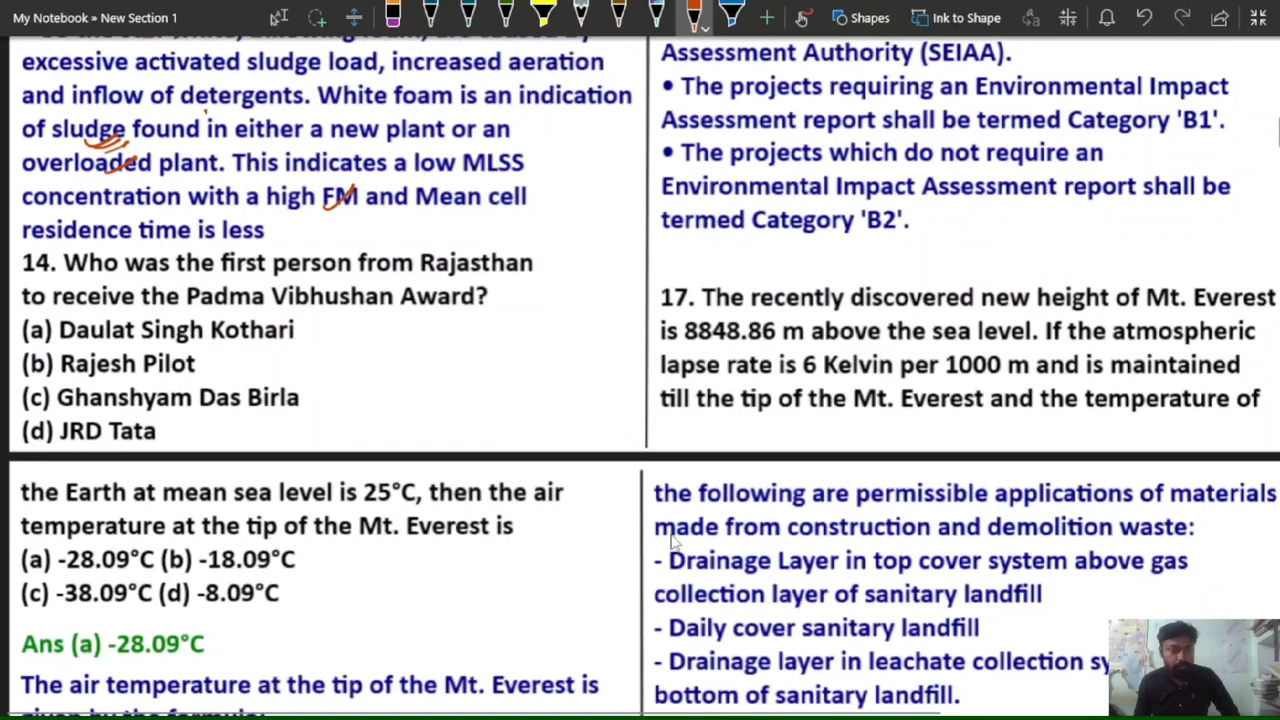 My Notebook » New Section 1
Shapes
Ink to Shape
excessive activated sludge load, increased aeration
and inflow of detergents. White foam is an indication
of sludge found in either a new plant or an
overloaded plant. This indicates a low MLSS
concentration with a high FM and Mean cell
residence time is less
14. Who was the first person from Rajasthan
to receive the Padma Vibhushan Award?
(a) Daulat Singh Kothari
(b) Rajesh Pilot
(c) Ghanshyam Das Birla
(d) JRD Tata
Assessment Authority (SEIAA).
• The projects requiring an Environmental Impact
Assessment report shall be termed Category 'B1'.
• The projects which do not require an
Environmental Impact Assessment report shall be
termed Category 'B2'.
17. The recently discovered new height of Mt. Everest
is 8848.86 m above the sea level. If the atmospheric
lapse rate is 6 Kelvin per 1000 m and is maintained
till the tip of the Mt. Everest and the temperature of
the Earth at mean sea level is 25°C, then the air
temperature at the tip of the Mt. Everest is
(a) -28.09°C (b) -18.09°C
(c) -38.09°C (d) -8.09°C
Ans (a) -28.09°C
The air temperature at the tip of the Mt. Everest is
given by the formula:
the following are permissible applications of materials
made from construction and demolition waste:
- Drainage Layer in top cover system above gas
collection layer of sanitary landfill
- Daily cover sanitary landfill
- Drainage layer in leachate collection sy
bottom of sanitary landfill.